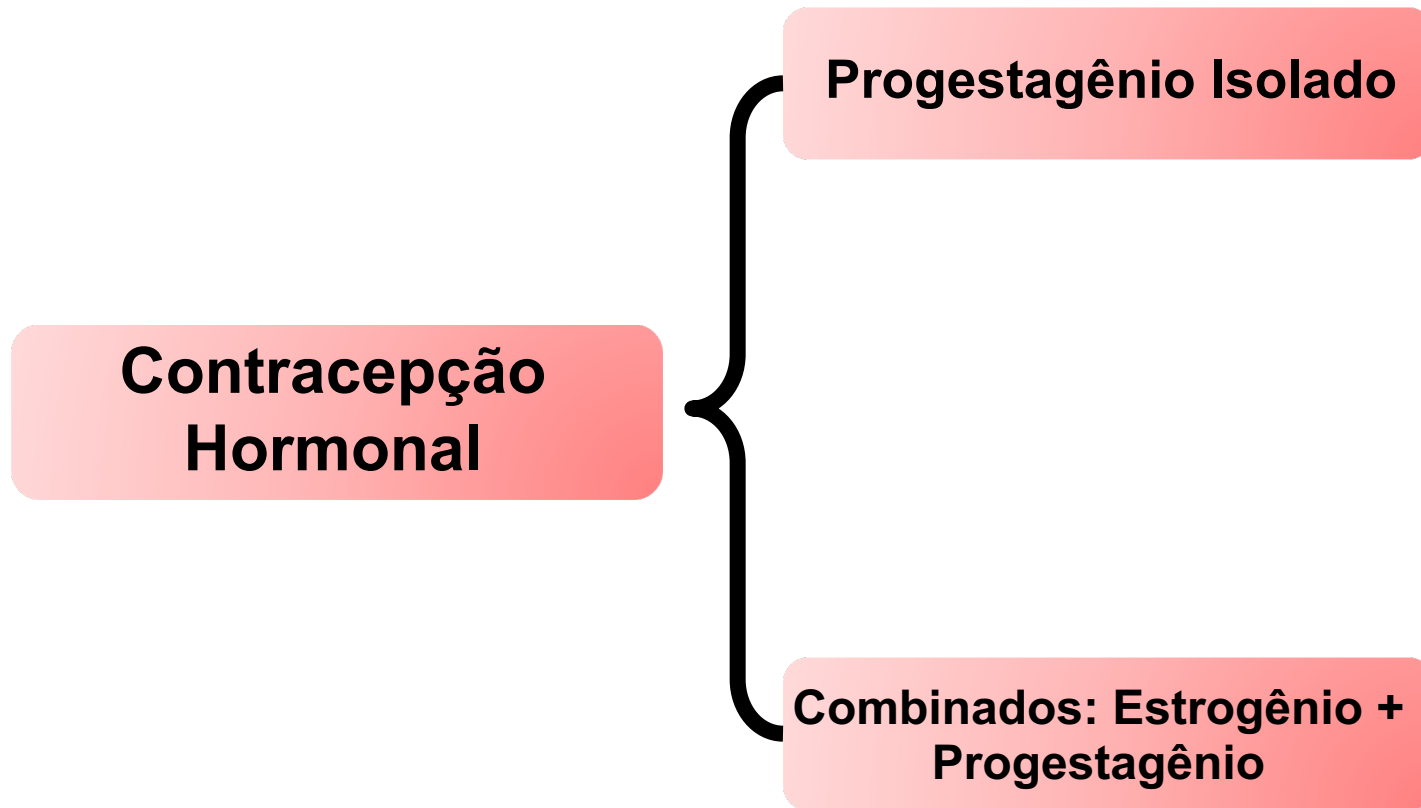 Progestagênio Isolado
Contracepção
Hormonal
Combinados: Estrogênio +
Progestagênio